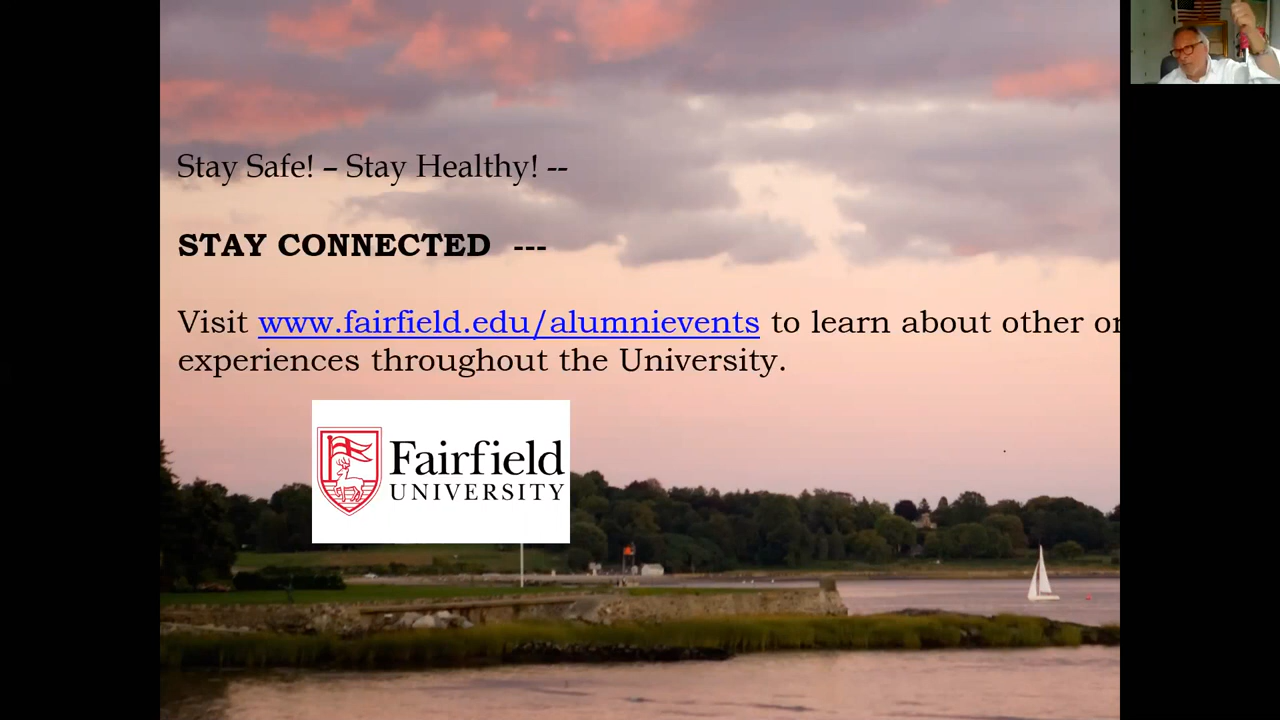 Stay Safe! – Stay Healthy! --
STAY CONNECTED ---
Visit www.fairfield.edu/alumnievents to learn about other
experiences throughout the University.
Fairfield
UNIVERSITY